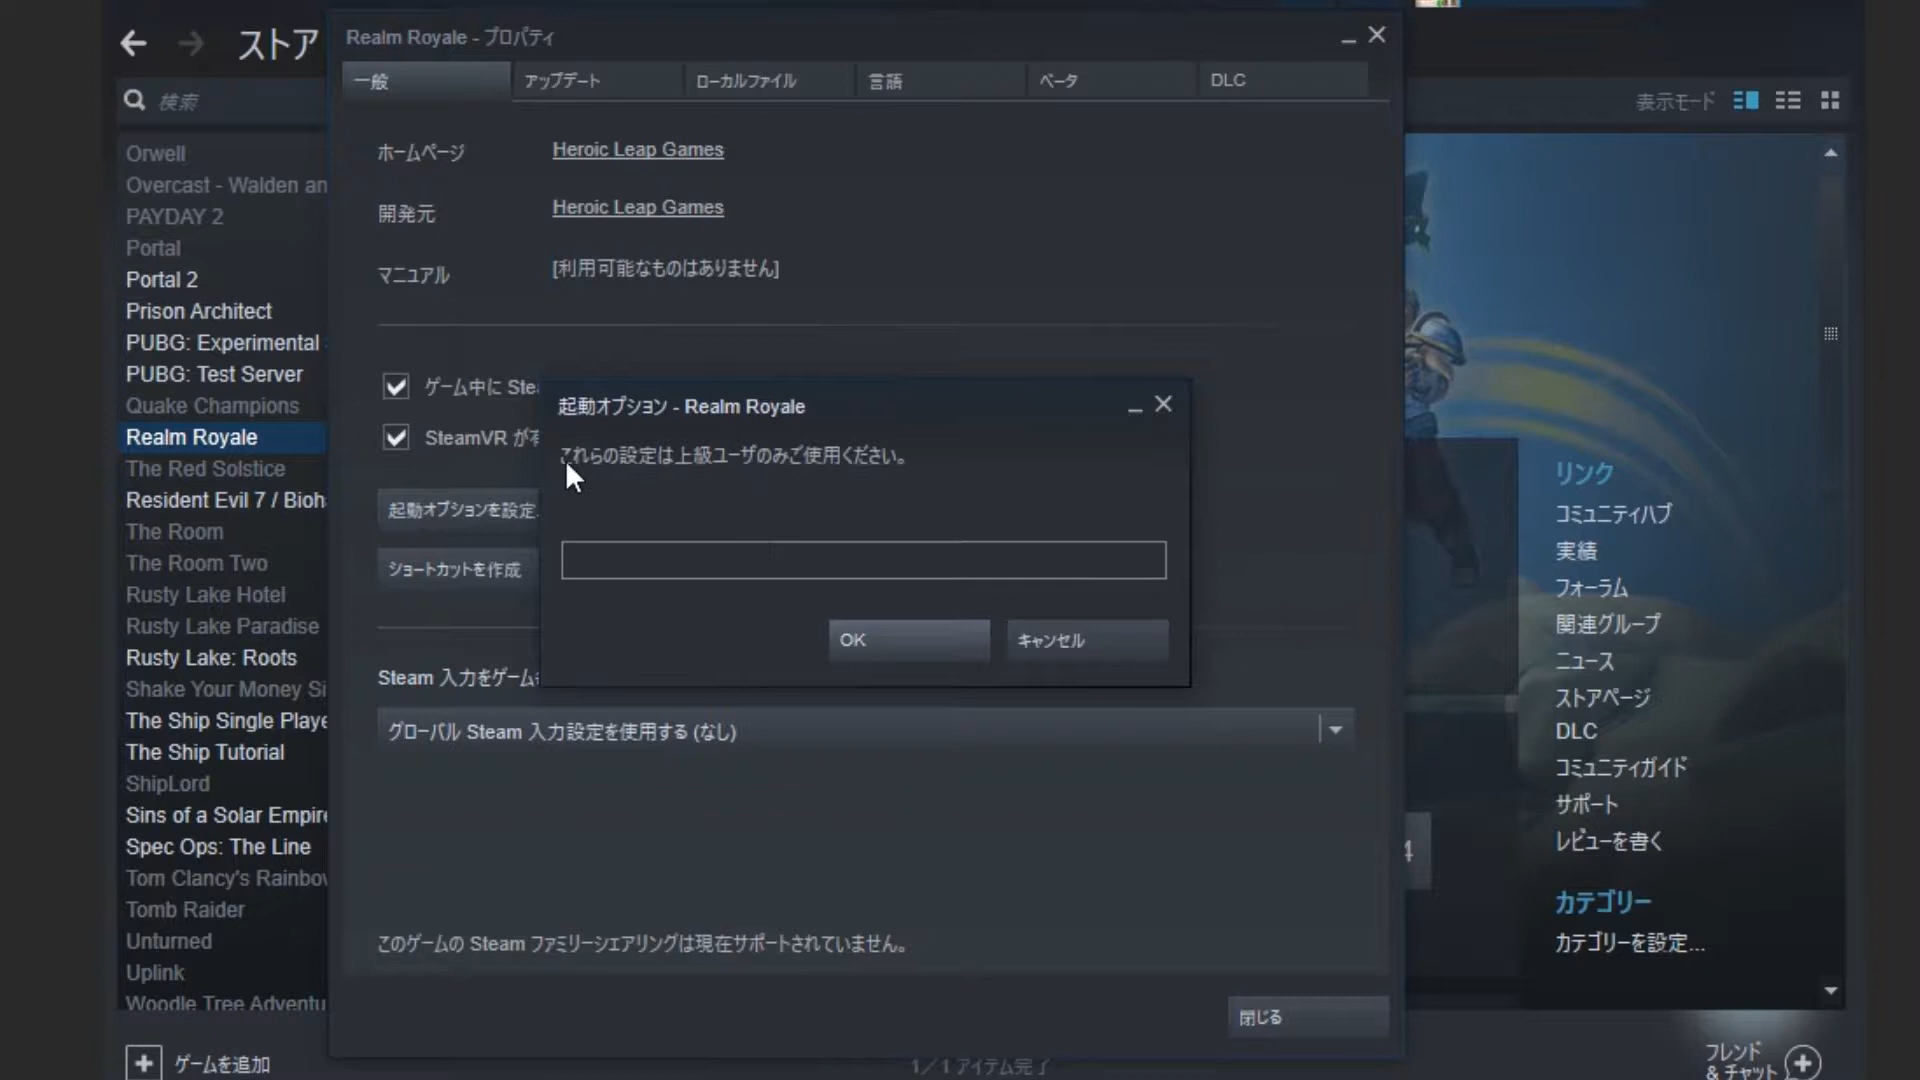 ストア
Realm Royale - プロパティ
一般
アップデート
ローカルファイル
言語
ベータ
DLC
検索
表示モード
Orwell
Overcast - Walden an
PAYDAY 2
Portal
Portal 2
Prison Architect
PUBG: Experimental
PUBG: Test Server
Quake Champions
Realm Royale
The Red Solstice
Resident Evil 7 / Bioh
The Room
The Room Two
Rusty Lake Hotel
Rusty Lake Paradise
Rusty Lake: Roots
Shake Your Money Si
The Ship Single Playe
The Ship Tutorial
ShipLord
Sins of a Solar Empire
Spec Ops: The Line
Tom Clancy's Rainbow
Tomb Raider
Unturned
Uplink
Woodle Tree Adventu
ゲームを追加
ホームページ
Heroic Leap Games
開発元
Heroic Leap Games
マニュアル
[利用可能なものはありません]
ゲーム中に Stea
SteamVR が有
起動オプションを設定...
ショートカットを作成
起動オプション - Realm Royale
これらの設定は上級ユーザのみご使用ください。
OK
キャンセル
Steam 入力をゲーム
グローバル Steam 入力設定を使用する (なし)
このゲームの Steam ファミリーシェアリングは現在サポートされていません。
閉じる
1／1 アイテム完了
4
リンク
コミュニティハブ
実績
フォーラム
関連グループ
ニュース
ストアページ
DLC
コミュニティガイド
サポート
レビューを書く
カテゴリー
カテゴリーを設定...
フレンド
& チャット